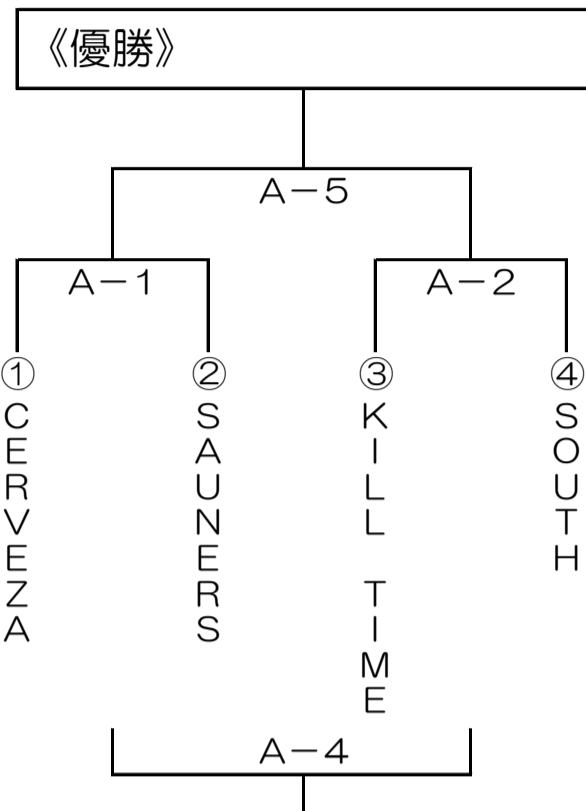 《優勝》
A－5
A－1
A－2
①
②
③
④
CERVEZA
SAUNERS
KILL TIME
SOUTH
A－4